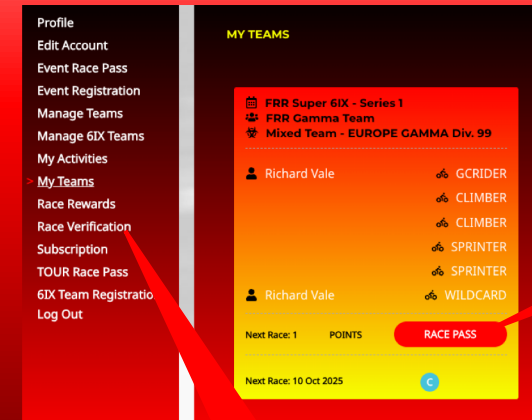 Profile
Edit Account
Event Race Pass
Event Registration
Manage Teams
Manage 6IX Teams
My Activities
> My Teams
Race Rewards
Race Verification
Subscription
TOUR Race Pass
6IX Team Registratio
Log Out
MY TEAMS
FRR Super 6IX - Series 1
FRR Gamma Team
Mixed Team - EUROPE GAMMA Div. 99
Richard Vale GCRIDER
CLIMBER
CLIMBER
SPRINTER
SPRINTER
Richard Vale WILDCARD
Next Race: 1 POINTS RACE PASS
Next Race: 10 Oct 2025 C